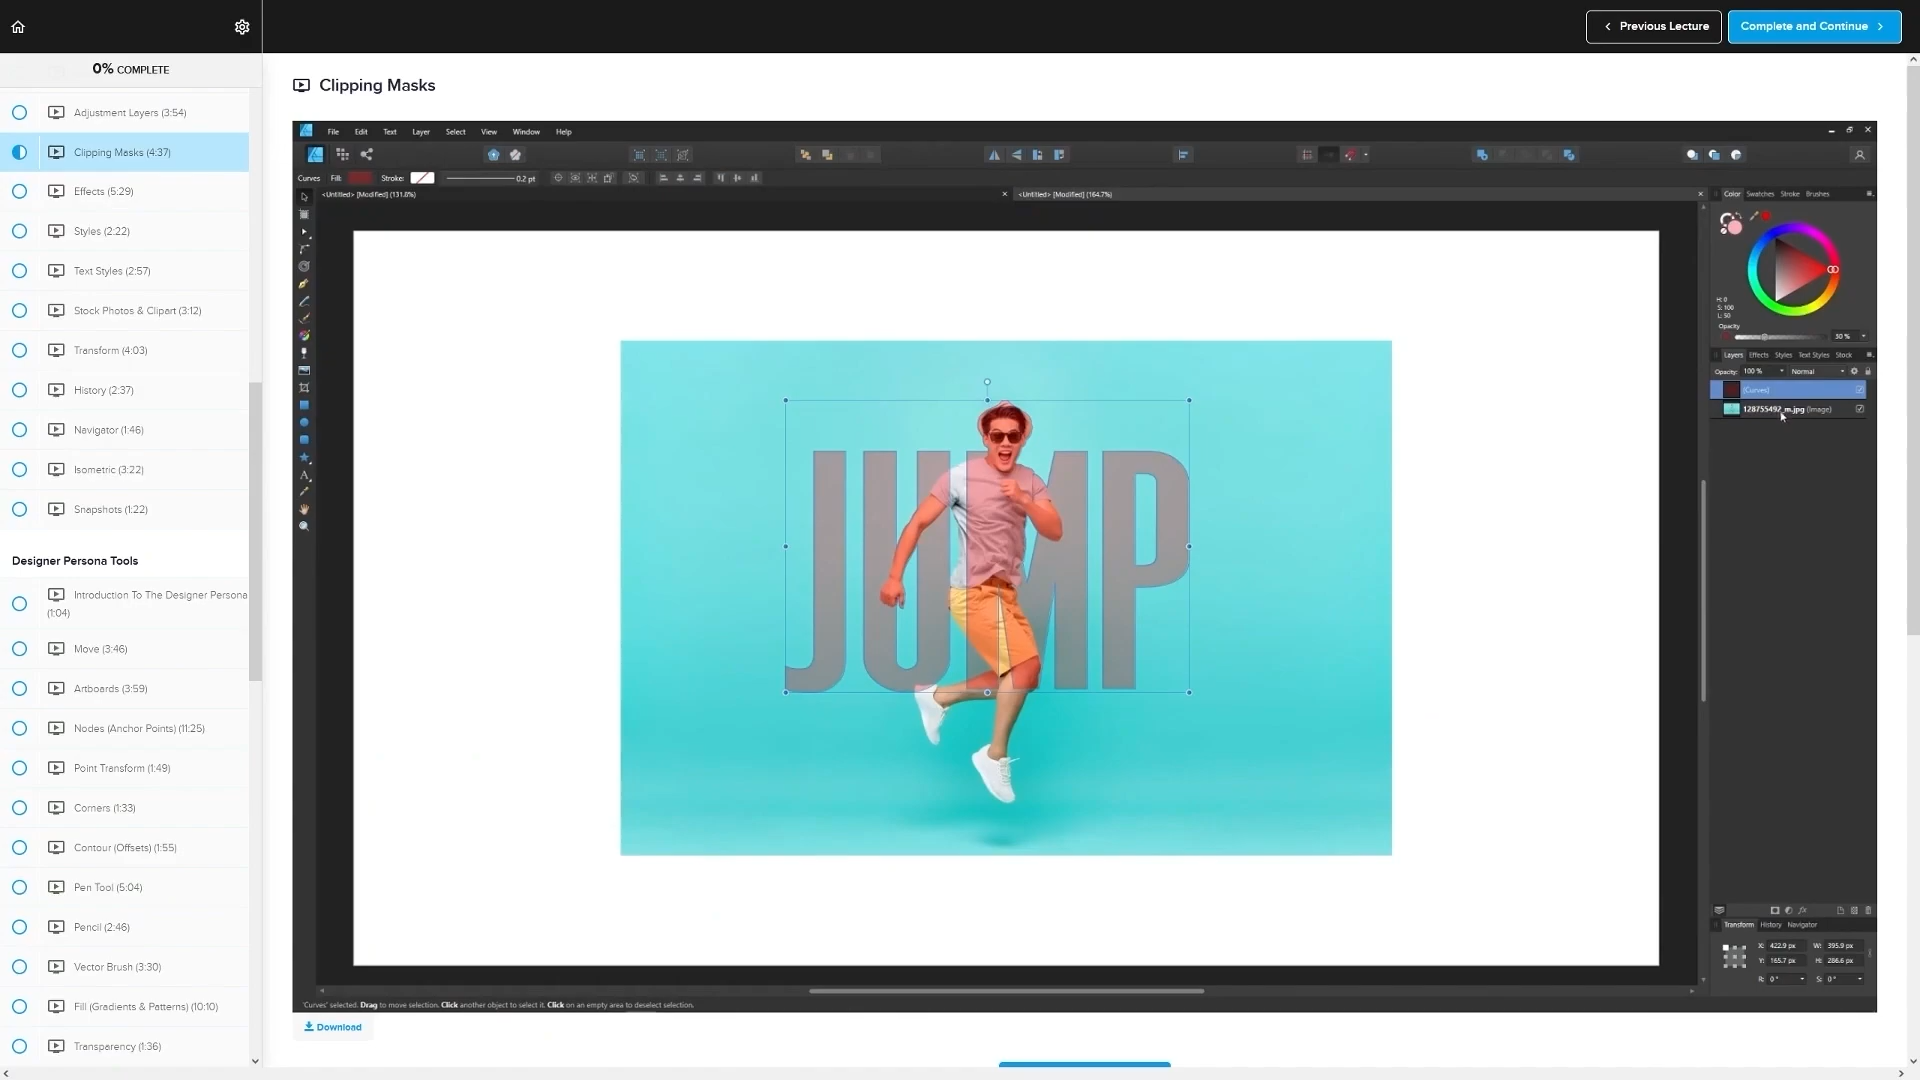 Previous Lecture
Complete and Continue
0% COMPLETE
Adjustment Layers (3:54)
Clipping Masks (4:37)
Effects (5:29)
Styles (2:22)
Text Styles (2:57)
Stock Photos & Clipart (3:12)
Transform (4:03)
History (2:37)
Navigator (1:46)
Isometric (3:22)
Snapshots (1:22)
Designer Persona Tools
Introduction To The Designer Persona
(1:04)
Move (3:46)
Artboards (3:59)
Nodes (Anchor Points) (11:25)
Point Transform (1:49)
Corners (1:33)
Contour (Offsets) (1:55)
Pen Tool (5:04)
Pencil (2:46)
Vector Brush (3:30)
Fill (Gradients & Patterns) (10:10)
Transparency (1:36)
Clipping Masks
File Edit Text Layer Select View Window Help
Curves Fill: Stroke: 0.2 pt
<Untitled> [Modified] (131.0%)
<Untitled> [Modified] (164.7%)
JUMP
Color Swatches Stroke Brushes
H: 0
S: 100
L: 50
Opacity
30 %
Layers Effects Styles Text Styles Stock
Opacity: 100 % Normal
(Curves)
128755492_m.jpg (Image)
Transform History Navigator
X: 422.9 px W: 395.9 px
Y: 165.7 px H: 286.6 px
R: 0 ° S: 0 °
'Curves' selected. Drag to move selection. Click another object to select it. Click on an empty area to deselect selection.
Download